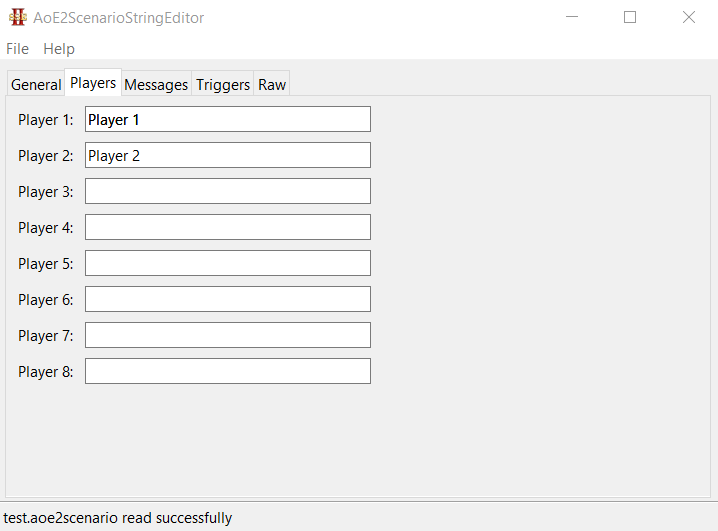 AoE2ScenarioStringEditor
File Help
General Players Messages Triggers Raw
Player 1: Player 1
Player 2: Player 2
Player 3:
Player 4:
Player 5:
Player 6:
Player 7:
Player 8:
test.aoe2scenario read successfully